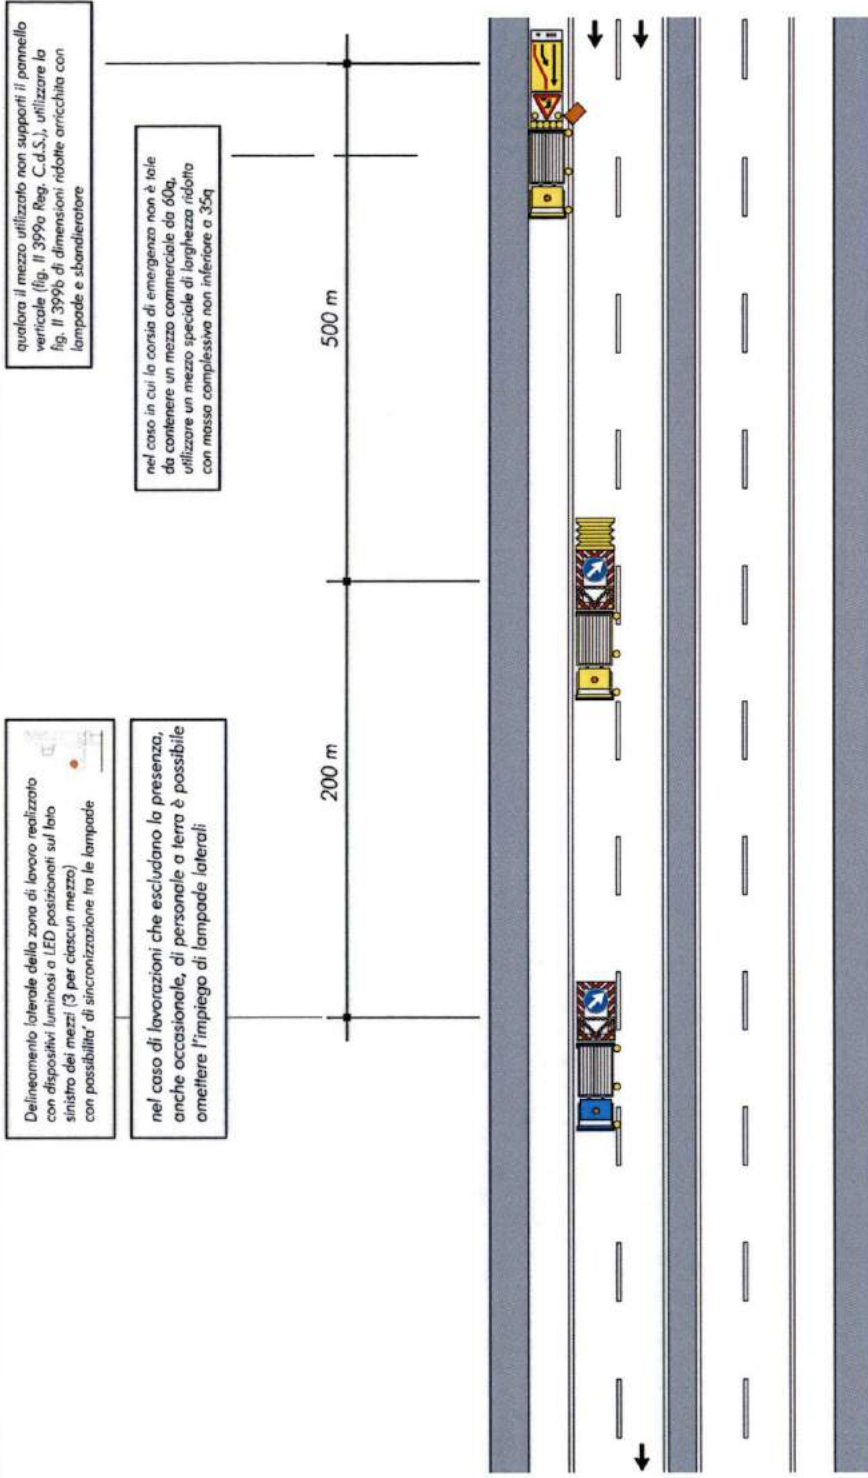 Delineamento laterale della zona di lavoro realizzato
con dispositivi luminosi a LED posizionati sul lato
sinistro dei mezzi (3 per ciascun mezzo)
con possibilita' di sincronizzazione tra le lampade
nel caso di lavorazioni che escludano la presenza,
anche occasionale, di personale a terra è possibile
omettere l'impiego di lampade laterali
qualora il mezzo utilizzato non supporti il pannello
verticale (fig. II 399a Reg. C.d.S.), utilizzare la
fig. II 399b di dimensioni ridotte arricchita con
lampade e sbandieratore
nel caso in cui la corsia di emergenza non è tale
da contenere un mezzo commerciale da 60q,
utilizzare un mezzo speciale di larghezza ridotta
con massa complessiva non inferiore a 35q
200 m
500 m